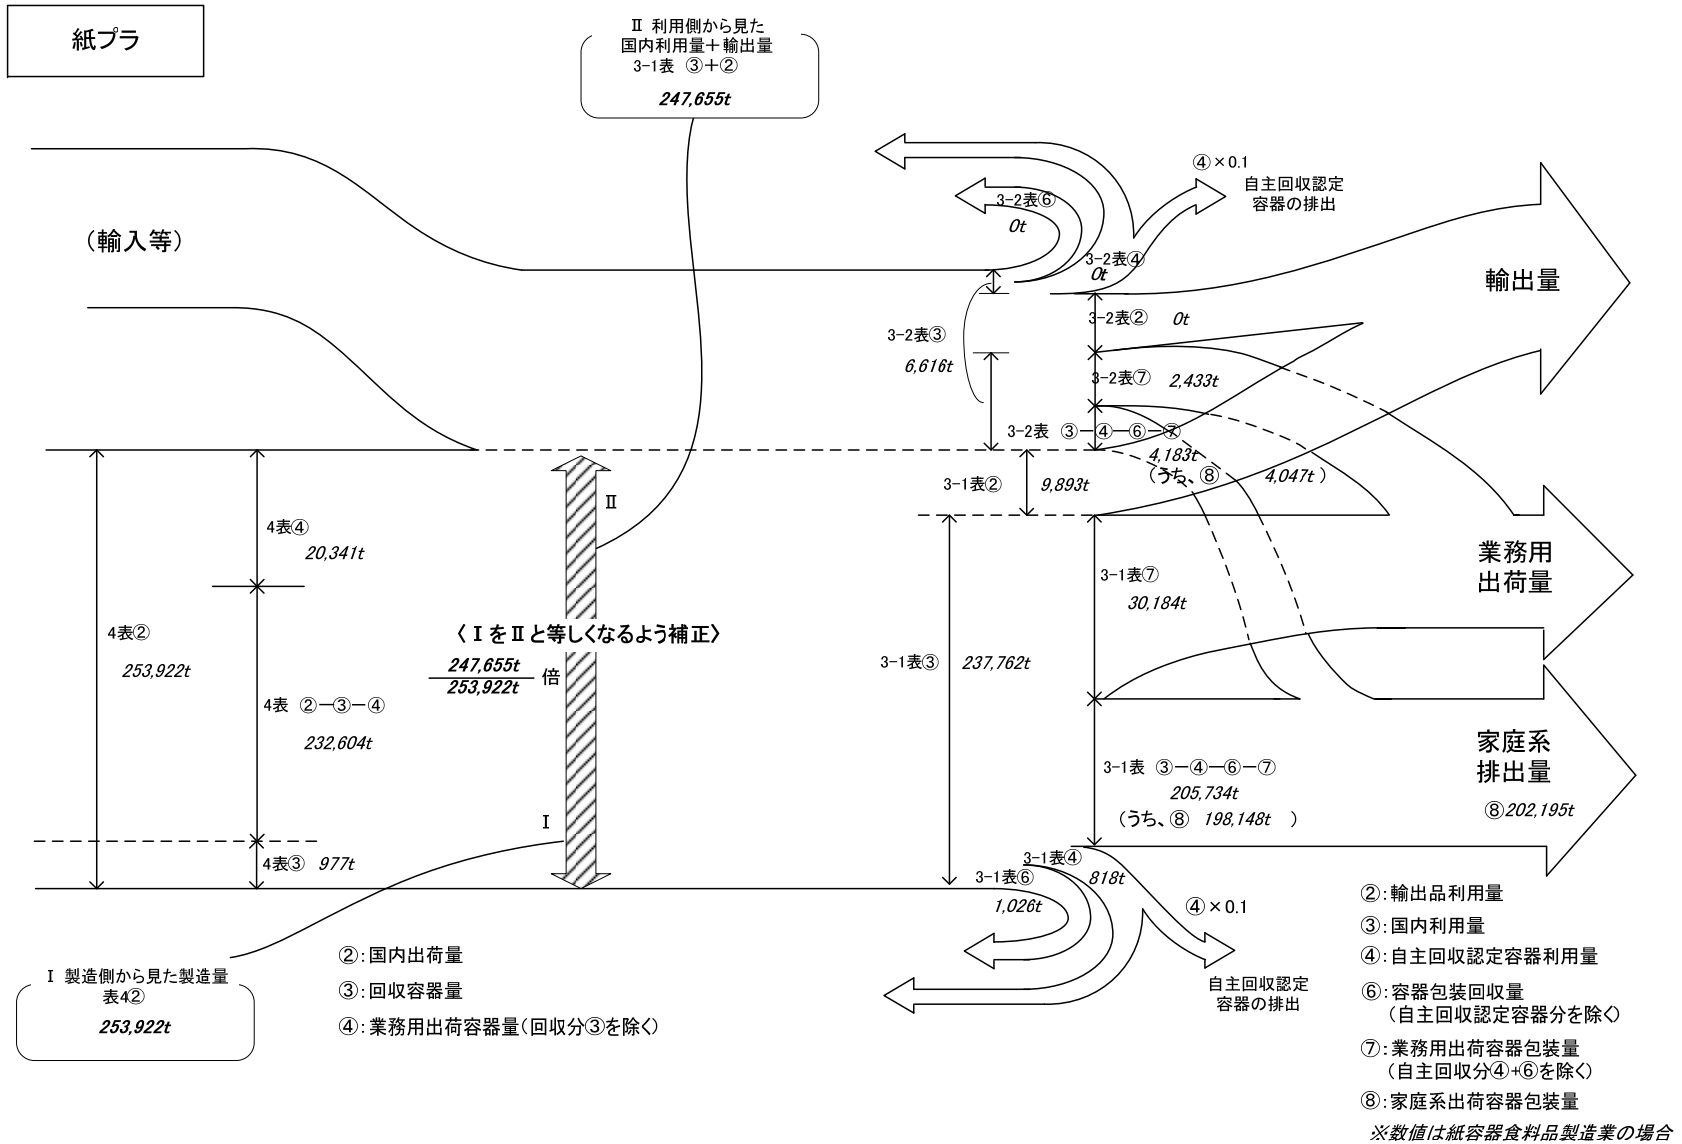 紙プラ
Ⅱ 利用側から見た
国内利用量＋輸出量
3-1表 ③＋②
247,655t
（輸入等）
④×0.1
自主回収認定
容器の排出
3-2表⑥
0t
3-2表④
0t
輸出量
3-2表②
0t
3-2表③
6,616t
3-2表⑦
2,433t
3-2表 ③－④－⑥－⑦
4,183t
（うち、⑧ 4,047t ）
3-1表②
9,893t
4表④
20,341t
Ⅱ
業務用
出荷量
3-1表⑦
30,184t
4表②
253,922t
〈ⅠをⅡと等しくなるよう補正〉
247,655t
253,922t
倍
3-1表③
237,762t
4表 ②－③－④
232,604t
家庭系
排出量
⑧202,195t
3-1表 ③－④－⑥－⑦
205,734t
（うち、⑧ 198,148t ）
Ⅰ
4表③ 977t
3-1表④
818t
3-1表⑥
1,026t
④×0.1
自主回収認定
容器の排出
Ⅰ 製造側から見た製造量
表4②
253,922t
②：国内出荷量
③：回収容器量
④：業務用出荷容器量（回収分③を除く）
②：輸出品利用量
③：国内利用量
④：自主回収認定容器利用量
⑥：容器包装回収量
（自主回収認定容器分を除く）
⑦：業務用出荷容器包装量
（自主回収分④+⑥を除く）
⑧：家庭系出荷容器包装量
※数値は紙容器食料品製造業の場合